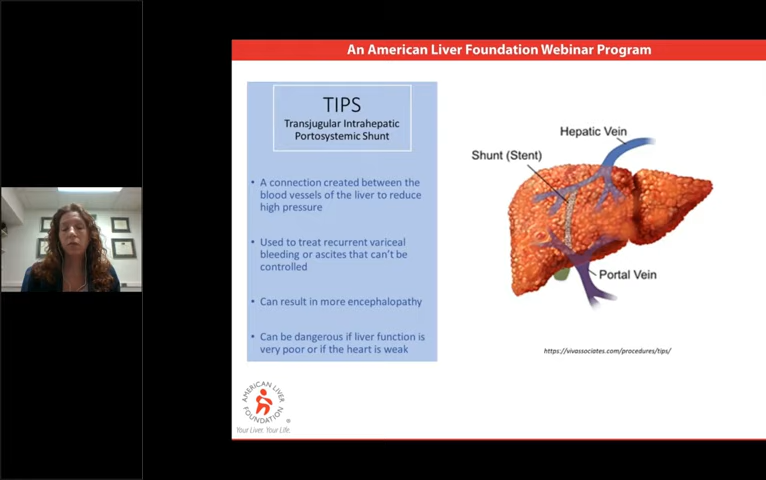 An American Liver Foundation Webinar Program
TIPS
Transjugular Intrahepatic
Portosystemic Shunt
• A connection created between the
blood vessels of the liver to reduce
high pressure
• Used to treat recurrent variceal
bleeding or ascites that can't be
controlled
• Can result in more encephalopathy
• Can be dangerous if liver function is
very poor or if the heart is weak
Hepatic Vein
Shunt (Stent)
Portal Vein
https://vivassociates.com/procedures/tips/
AMERICAN LIVER
FOUNDATION
®
Your Liver. Your Life.